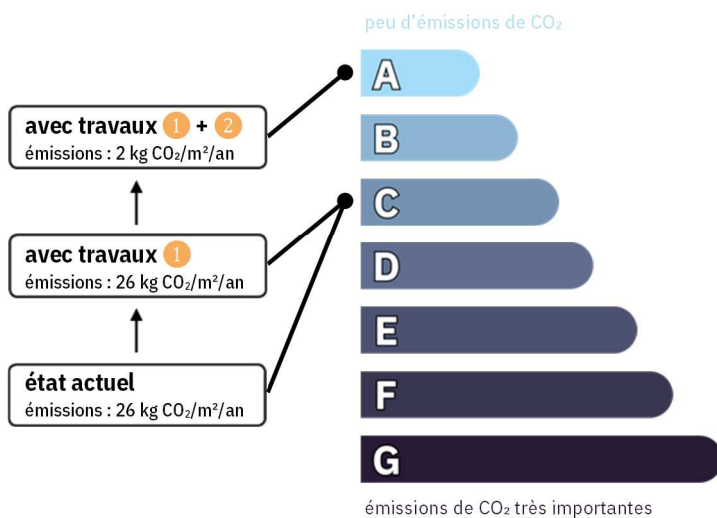 peu d'émissions de CO₂
A
avec travaux 1 + 2
émissions : 2 kg CO₂/m²/an
B
C
avec travaux 1
émissions : 26 kg CO₂/m²/an
D
E
état actuel
émissions : 26 kg CO₂/m²/an
F
G
émissions de CO₂ très importantes